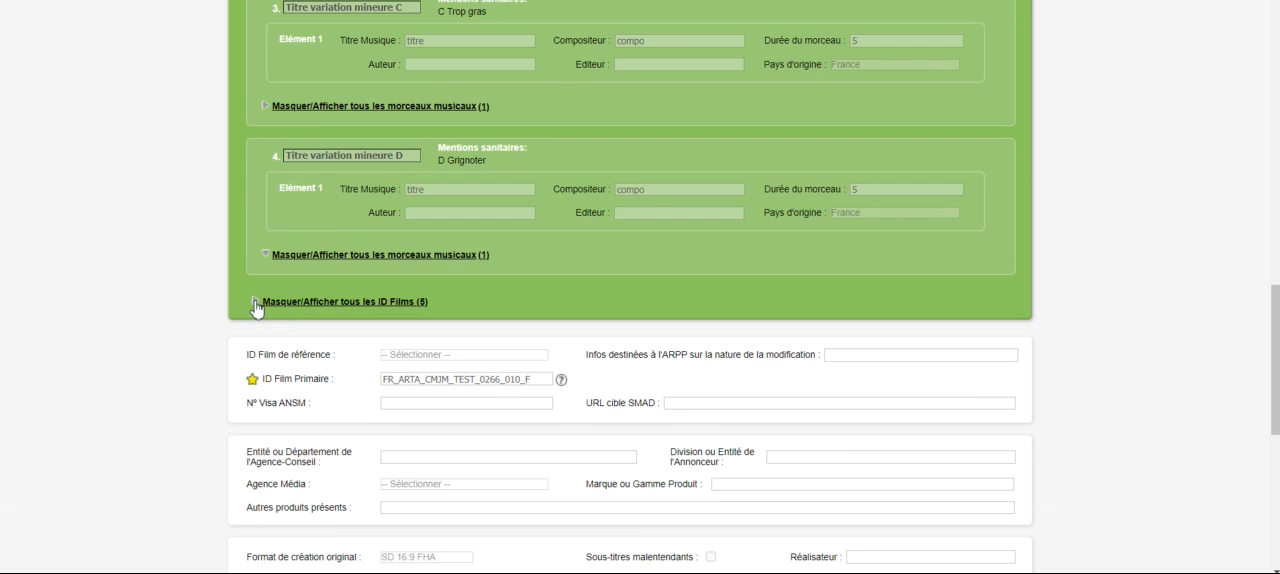 3. Titre variation mineure C Mentions sanitaires:
C Trop gras
Elément 1 Titre Musique : titre Compositeur : compo Durée du morceau : 5
Auteur : Editeur : Pays d'origine : France
Masquer/Afficher tous les morceaux musicaux (1)
4. Titre variation mineure D Mentions sanitaires:
D Grignoter
Elément 1 Titre Musique : titre Compositeur : compo Durée du morceau : 5
Auteur : Editeur : Pays d'origine : France
Masquer/Afficher tous les morceaux musicaux (1)
Masquer/Afficher tous les ID Films (5)
ID Film de référence : -- Sélectionner -- Infos destinées à l'ARPP sur la nature de la modification :
ID Film Primaire : FR_ARTA_CMJM_TEST_0266_010_F ?
N° Visa ANSM : URL cible SMAD :
Entité ou Département de l'Agence-Conseil : Division ou Entité de l'Annonceur :
Agence Média : -- Sélectionner -- Marque ou Gamme Produit :
Autres produits présents :
Format de création original : SD 16:9 FHA Sous-titres malentendants : Réalisateur :